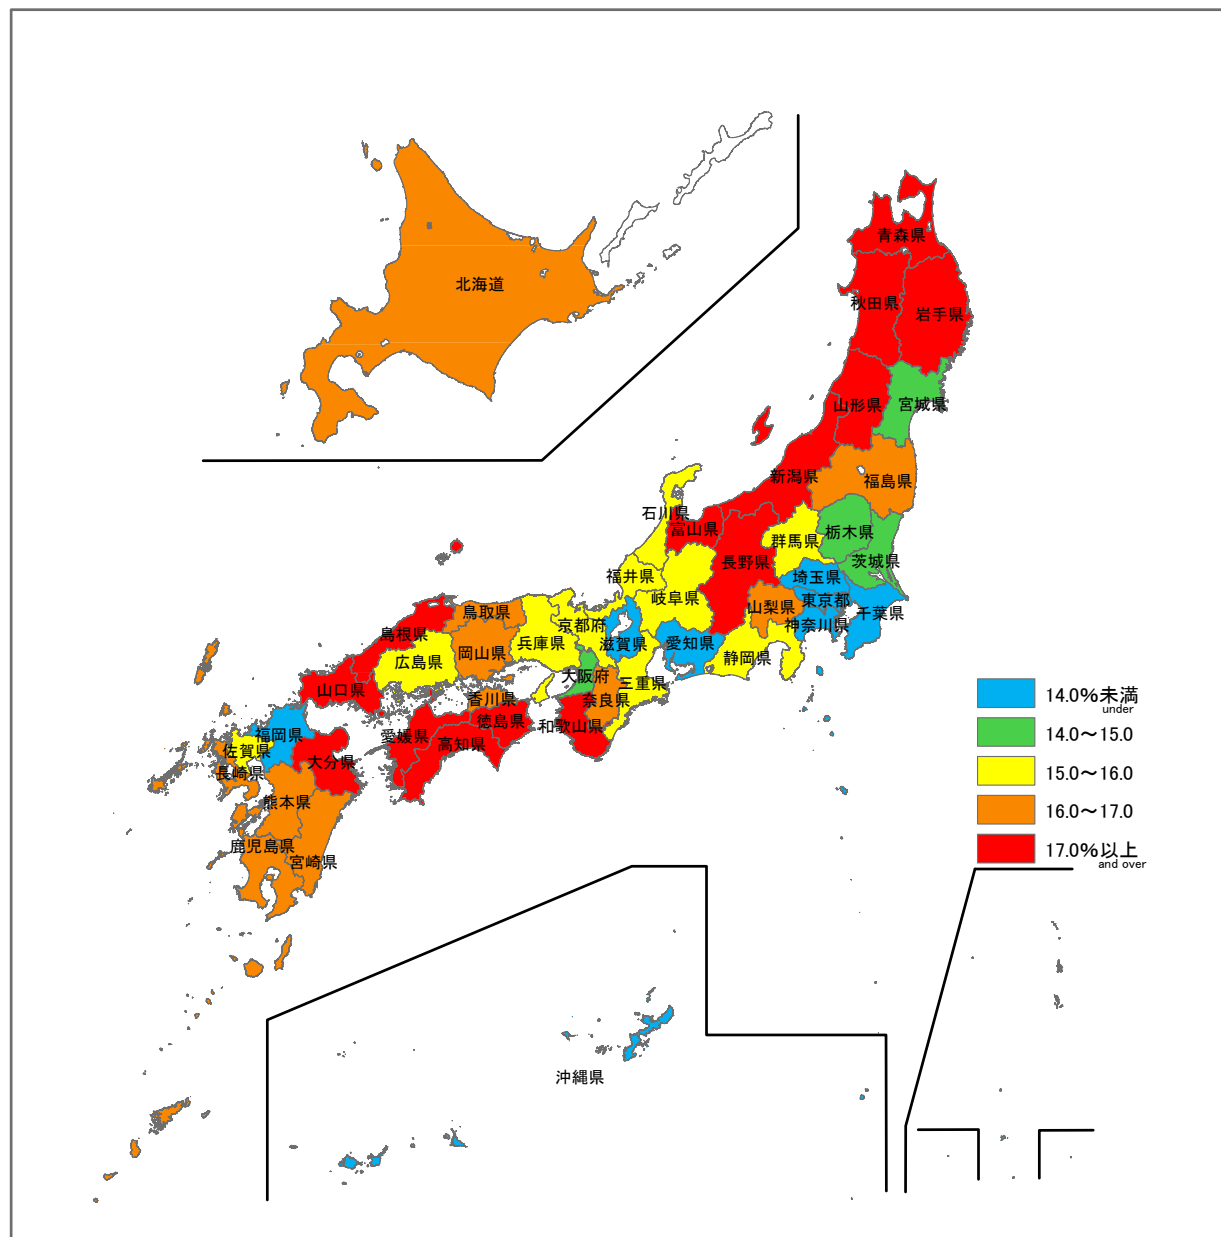 北海道
青森県
秋田県
岩手県
山形県
宮城県
新潟県
福島県
石川県
富山県
栃木県
群馬県
長野県
茨城県
福井県
埼玉県
岐阜県
東京都
山梨県
千葉県
鳥取県
京都府
神奈川県
島根県
兵庫県
滋賀県
愛知県
岡山県
静岡県
広島県
大阪府
三重県
山口県
香川県
奈良県
徳島県
和歌山県
福岡県
愛媛県
高知県
佐賀県
大分県
長崎県
熊本県
鹿児島県
宮崎県
沖縄県
14.0%未満
under
14.0～15.0
15.0～16.0
16.0～17.0
17.0%以上
and over